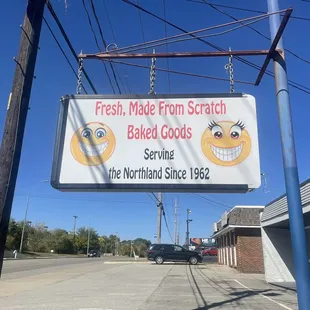 Fresh, Made From Scratch
Baked Goods
Serving
the Northland Since 1962